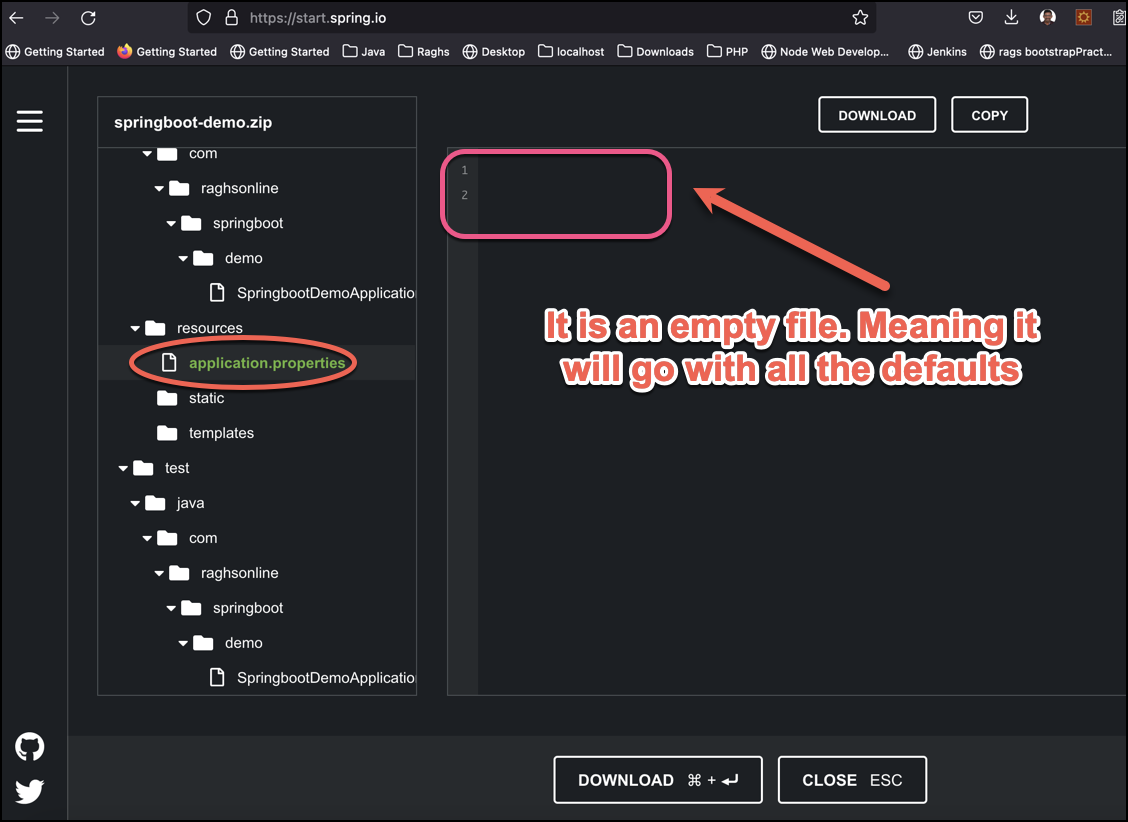 https://start.spring.io
Getting Started
Getting Started
Getting Started
Java
Raghs
Desktop
localhost
Downloads
PHP
Node Web Develop...
Jenkins
rags bootstrapPract...
springboot-demo.zip
DOWNLOAD
COPY
com
raghsonline
springboot
demo
SpringbootDemoApplicatio
resources
application.properties
static
templates
test
java
com
raghsonline
springboot
demo
SpringbootDemoApplicatio
1
2
It is an empty file. Meaning it
will go with all the defaults
DOWNLOAD ⌘ + ↵
CLOSE ESC